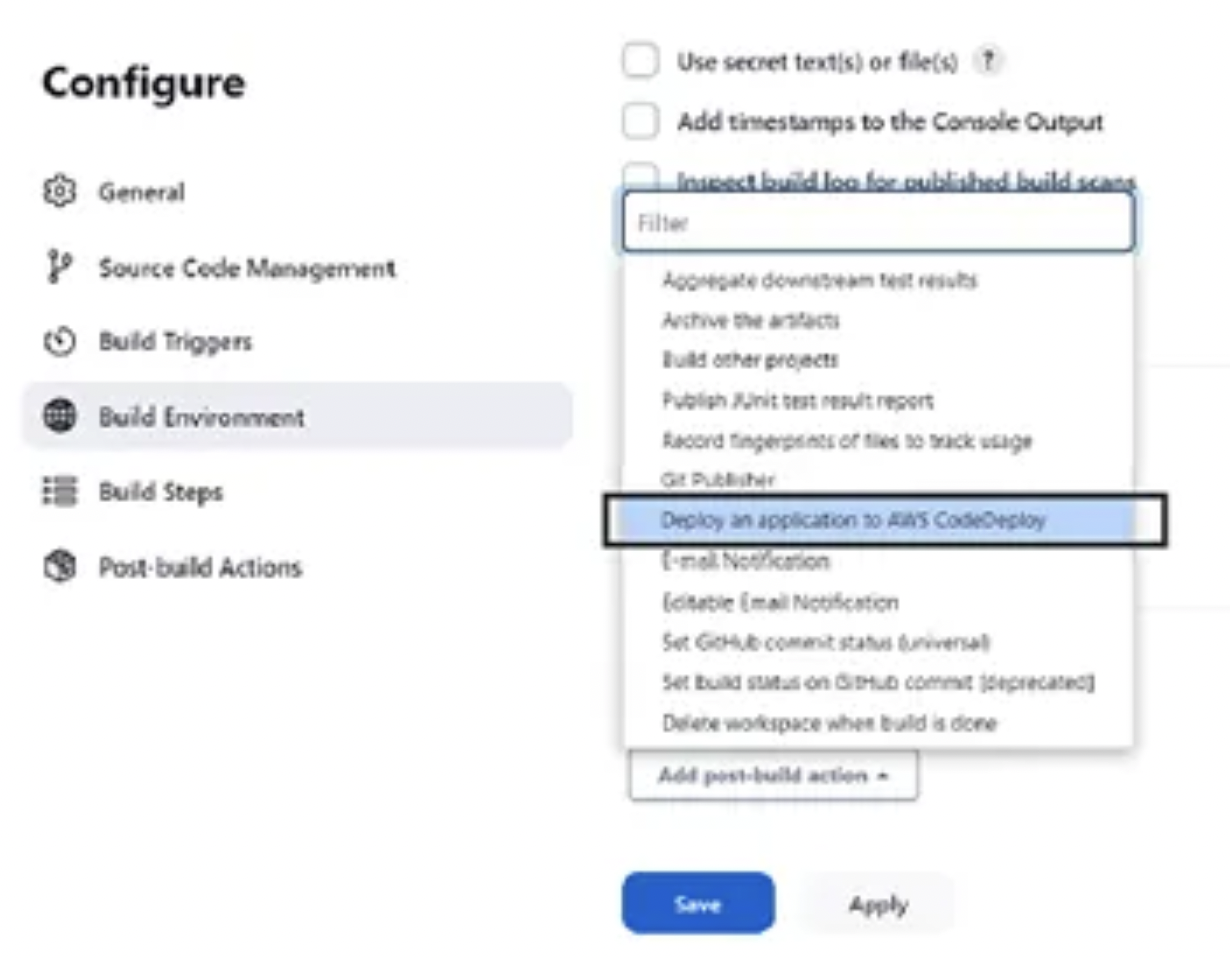 Configure
General
Source Code Management
Build Triggers
Build Environment
Build Steps
Post-build Actions
Use secret text(s) or file(s) ?
Add timestamps to the Console Output
Inspect build log for published build scans
Filter
Aggregate downstream test results
Archive the artifacts
Build other projects
Publish JUnit test result report
Record fingerprints of files to track usage
Git Publisher
Deploy an application to AWS CodeDeploy
E-mail Notification
Editable Email Notification
Set GitHub commit status (universal)
Set build status on GitHub commit [deprecated]
Delete workspace when build is done
Add post-build action
Save
Apply